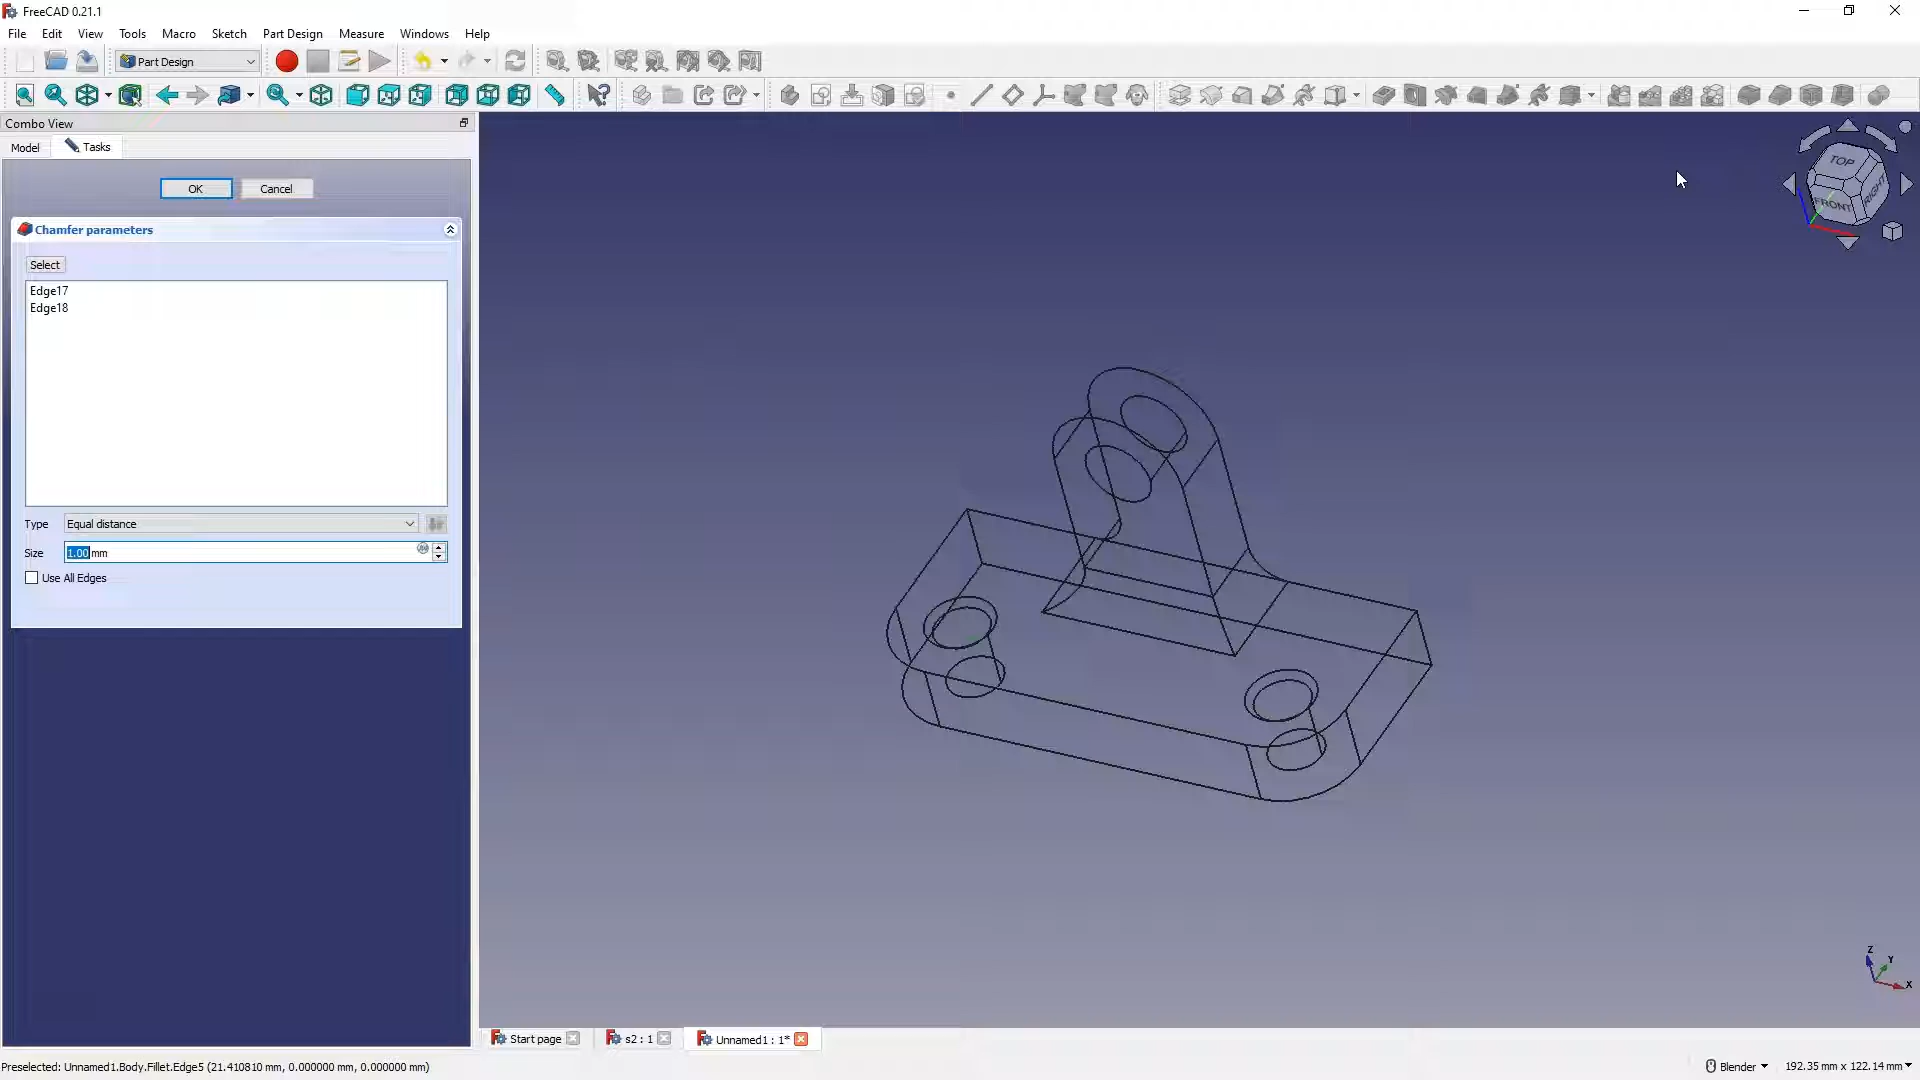 FreeCAD 0.21.1
File Edit View Tools Macro Sketch Part Design Measure Windows Help
Part Design
Combo View
Model Tasks
OK Cancel
Chamfer parameters
Select
Edge17
Edge18
Type Equal distance
Size 1.00 mm
Use All Edges
TOP
FRONT RIGHT
Z
Y
X
Start page s2 : 1 Unnamed1 : 1*
Preselected: Unnamed1.Body.Fillet.Edge5 (21.410810 mm, 0.000000 mm, 0.000000 mm) Blender 192.35 mm x 122.14 mm